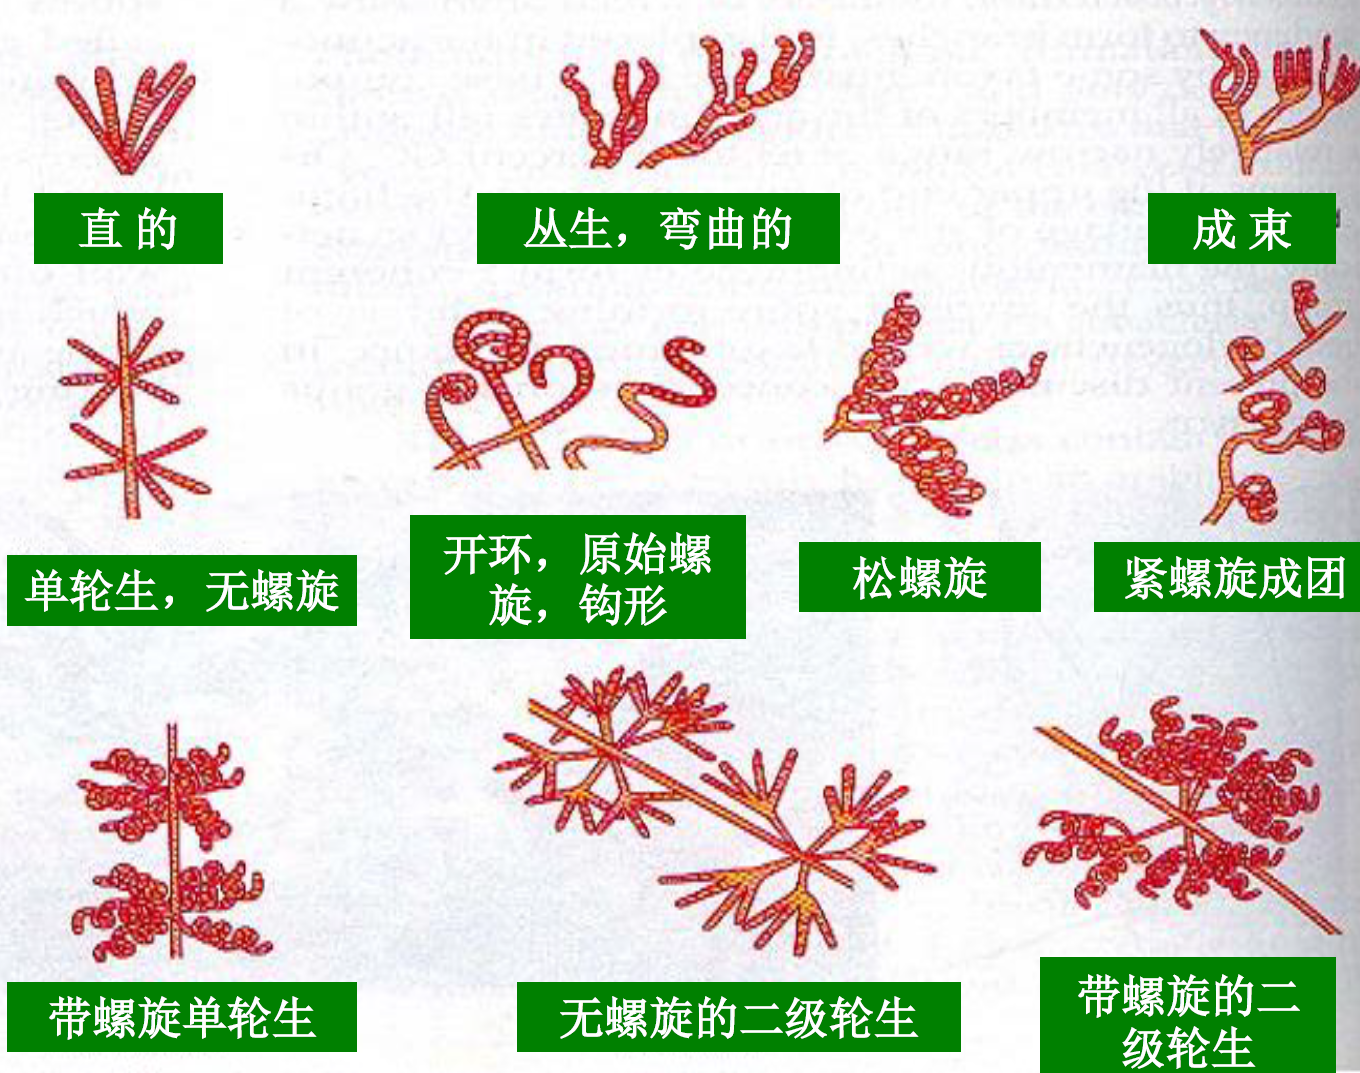 直 的
丛生，弯曲的
成 束
单轮生，无螺旋
开环，原始螺
旋，钩形
松螺旋
紧螺旋成团
带螺旋单轮生
无螺旋的二级轮生
带螺旋的二
级轮生